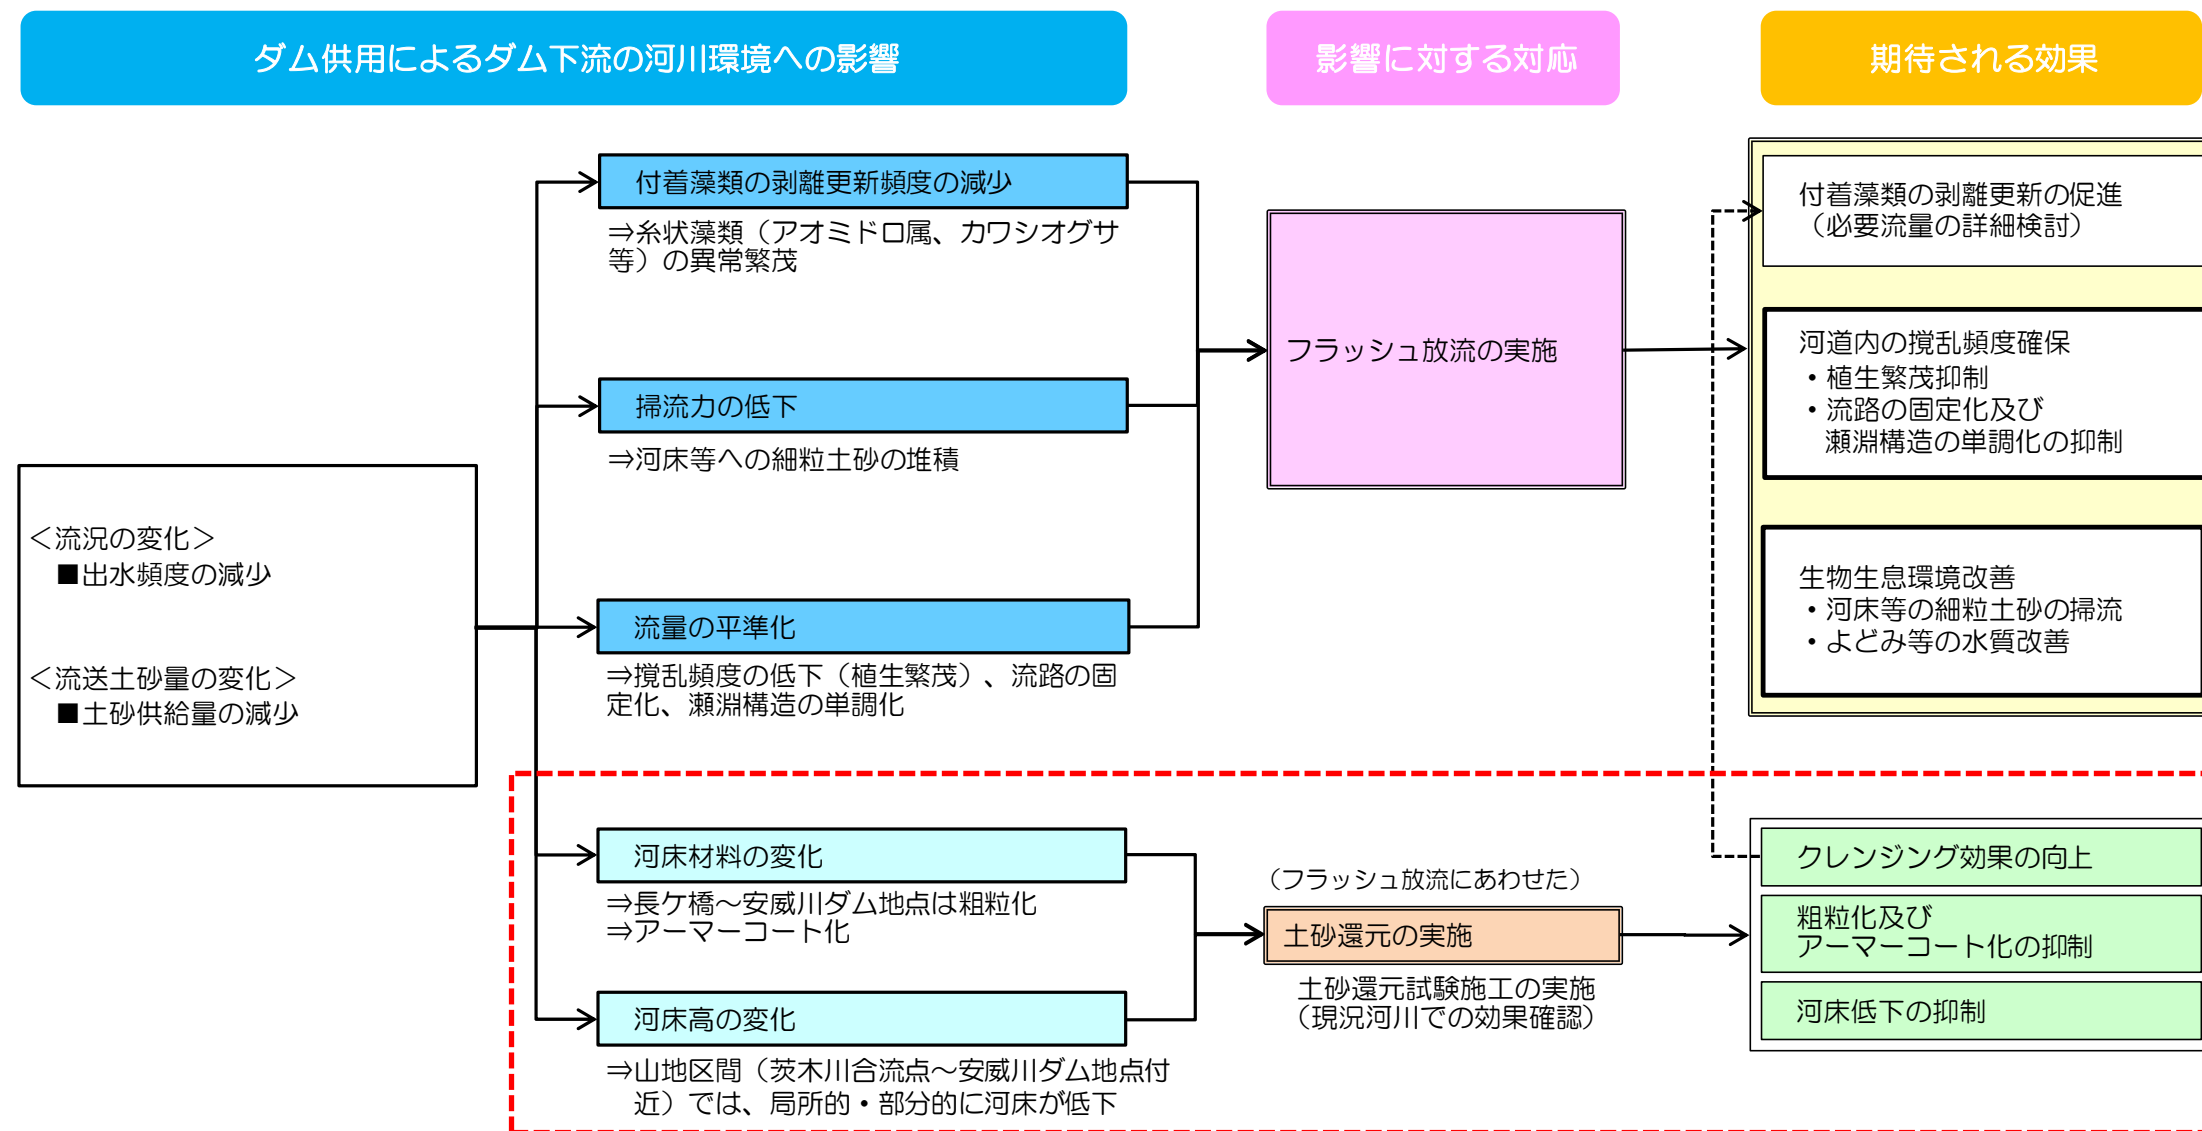 ダム供用によるダム下流の河川環境への影響
影響に対する対応
期待される効果
＜流況の変化＞
■出水頻度の減少
＜流送土砂量の変化＞
■土砂供給量の減少
付着藻類の剥離更新頻度の減少
⇒糸状藻類（アオミドロ属、カワシオグサ
等）の異常繁茂
掃流力の低下
⇒河床等への細粒土砂の堆積
流量の平準化
⇒撹乱頻度の低下（植生繁茂）、流路の固
定化、瀬淵構造の単調化
河床材料の変化
⇒長ケ橋～安威川ダム地点は粗粒化
⇒アーマーコート化
河床高の変化
⇒山地区間（茨木川合流点～安威川ダム地点付
近）では、局所的・部分的に河床が低下
フラッシュ放流の実施
（フラッシュ放流にあわせた）
土砂還元の実施
土砂還元試験施工の実施
（現況河川での効果確認）
付着藻類の剥離更新の促進
（必要流量の詳細検討）
河道内の撹乱頻度確保
・植生繁茂抑制
・流路の固定化及び
瀬淵構造の単調化の抑制
生物生息環境改善
・河床等の細粒土砂の掃流
・よどみ等の水質改善
クレンジング効果の向上
粗粒化及び
アーマーコート化の抑制
河床低下の抑制